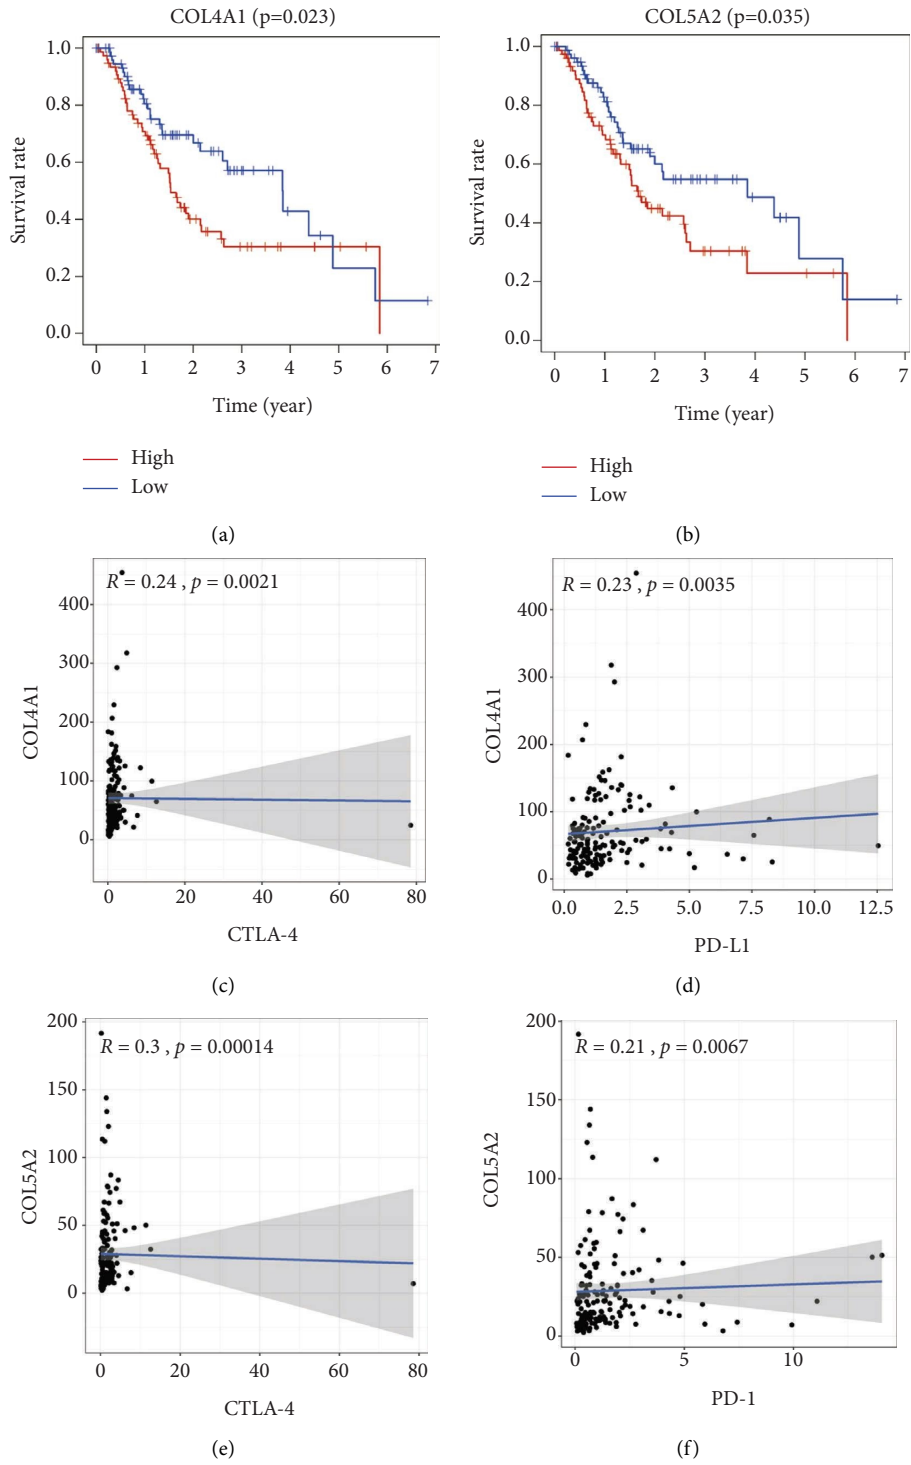 COL4A1 (p=0.023)
1.0
0.8
0.6
0.4
0.2
0.0
Survival rate
0 1 2 3 4 5 6 7
Time (year)
High
Low
(a)
COL5A2 (p=0.035)
1.0
0.8
0.6
0.4
0.2
0.0
Survival rate
0 1 2 3 4 5 6 7
Time (year)
High
Low
(b)
R = 0.24 , p = 0.0021
400
300
200
100
0
COL4A1
0 20 40 60 80
CTLA-4
(c)
R = 0.23 , p = 0.0035
400
300
200
100
0
COL4A1
0.0 2.5 5.0 7.5 10.0 12.5
PD-L1
(d)
R = 0.3 , p = 0.00014
200
150
100
50
0
COL5A2
0 20 40 60 80
CTLA-4
(e)
R = 0.21 , p = 0.0067
200
150
100
50
0
COL5A2
0 5 10
PD-1
(f)